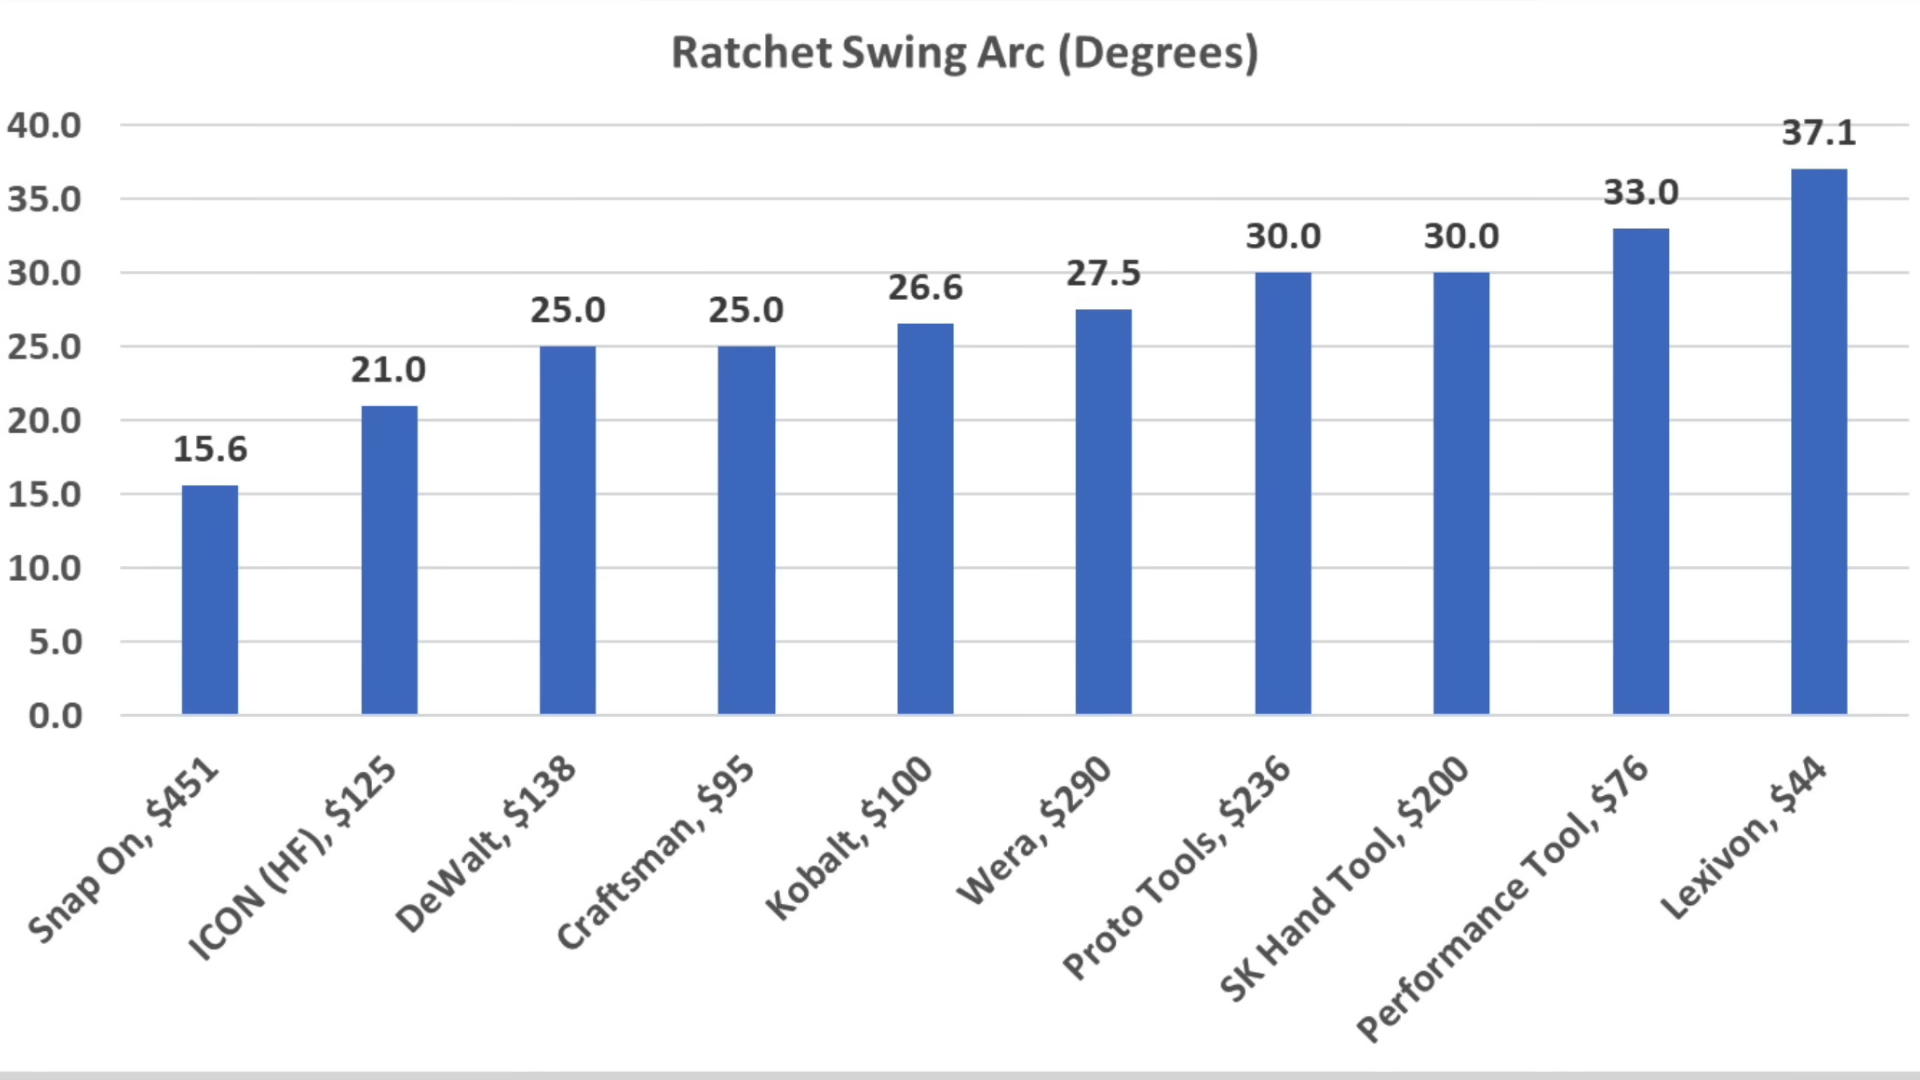 Ratchet Swing Arc (Degrees)
40.0
35.0
30.0
25.0
20.0
15.0
10.0
5.0
0.0
15.6
21.0
25.0
25.0
26.6
27.5
30.0
30.0
33.0
37.1
Snap On, $451
ICON (HF), $125
DeWalt, $138
Craftsman, $95
Kobalt, $100
Wera, $290
Proto Tools, $236
SK Hand Tool, $200
Performance Tool, $76
Lexivon, $44